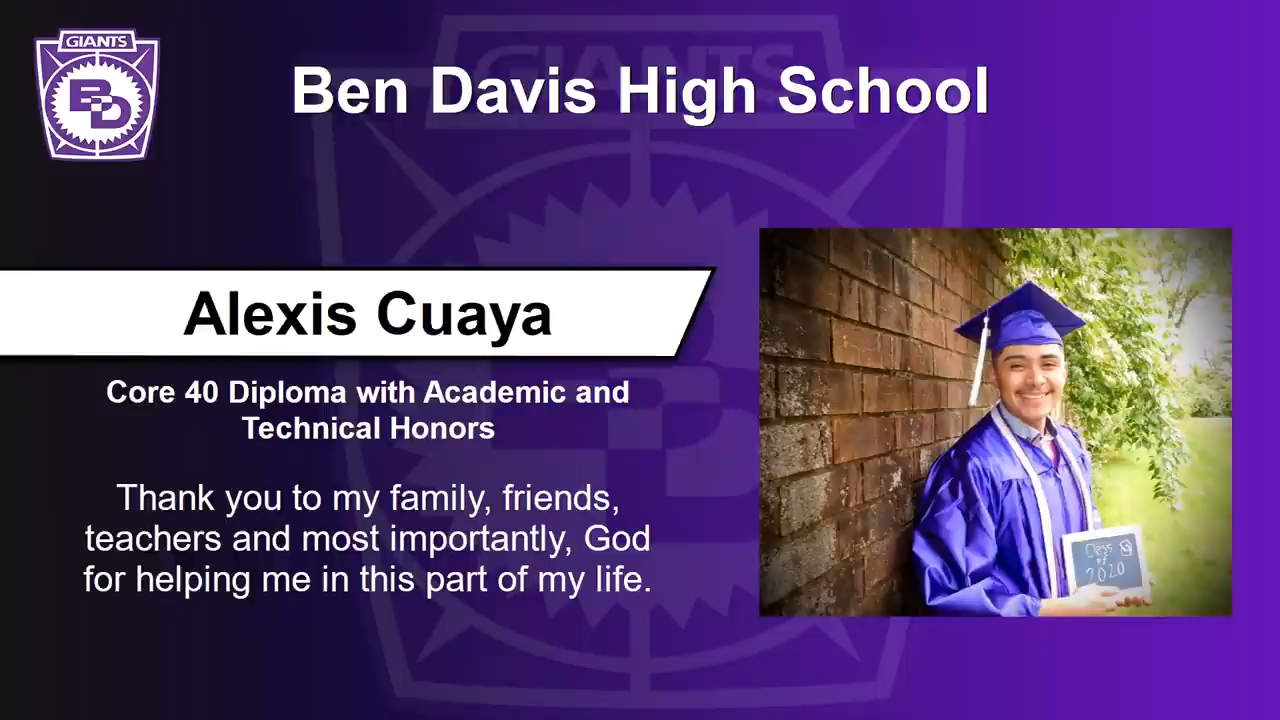 GIANTS
BD
Ben Davis High School
Alexis Cuaya
Core 40 Diploma with Academic and
Technical Honors
Thank you to my family, friends,
teachers and most importantly, God
for helping me in this part of my life.
Class
of
2020